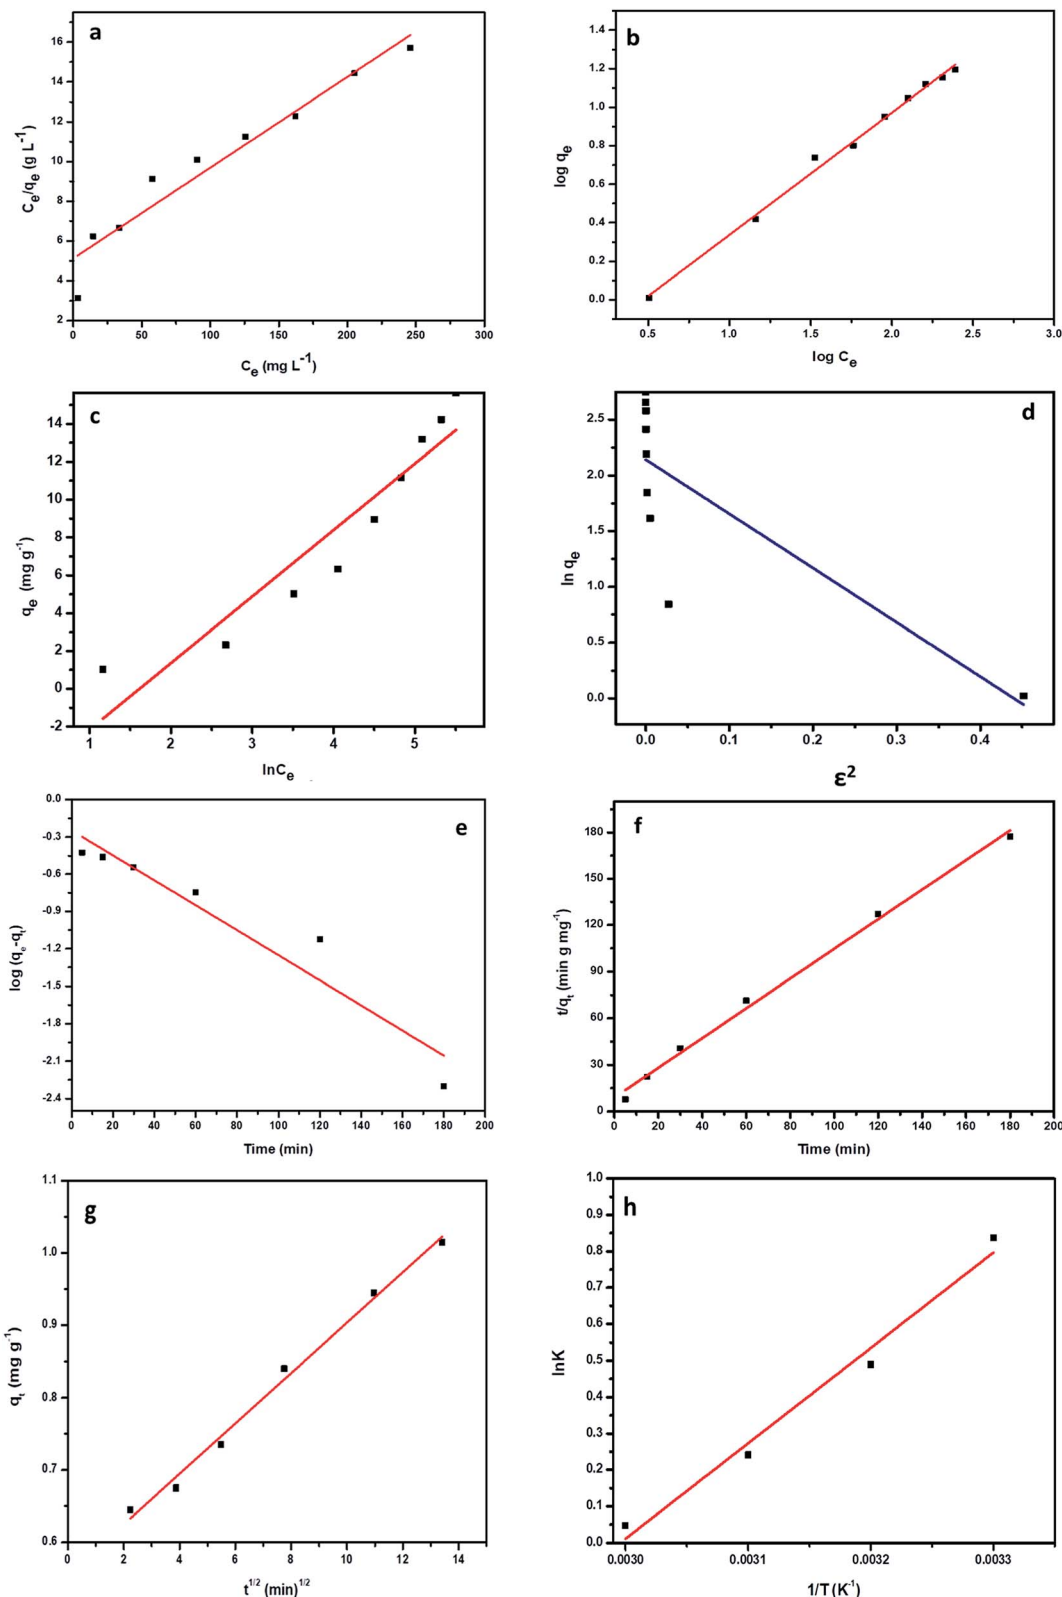 a
16
14
12
10
8
6
4
2
0 50 100 150 200 250 300
Ce/qe (g L-1)
Ce (mg L-1)
b
1.4
1.2
1.0
0.8
0.6
0.4
0.2
0.0
0.5 1.0 1.5 2.0 2.5 3.0
log qe
log Ce
c
14
12
10
8
6
4
2
0
-2
1 2 3 4 5
qe (mg g-1)
lnCe
d
2.5
2.0
1.5
1.0
0.5
0.0
0.0 0.1 0.2 0.3 0.4
ln qe
ε2
e
0.0
-0.3
-0.6
-0.9
-1.2
-1.5
-1.8
-2.1
-2.4
0 20 40 60 80 100 120 140 160 180 200
log (qe-qt)
Time (min)
f
180
150
120
90
60
30
0
0 20 40 60 80 100 120 140 160 180 200
t/qt (min g mg-1)
Time (min)
g
1.1
1.0
0.9
0.8
0.7
0.6
0 2 4 6 8 10 12 14
qt (mg g-1)
t1/2 (min)1/2
h
1.0
0.9
0.8
0.7
0.6
0.5
0.4
0.3
0.2
0.1
0.0
0.0030 0.0031 0.0032 0.0033
lnK
1/T (K-1)